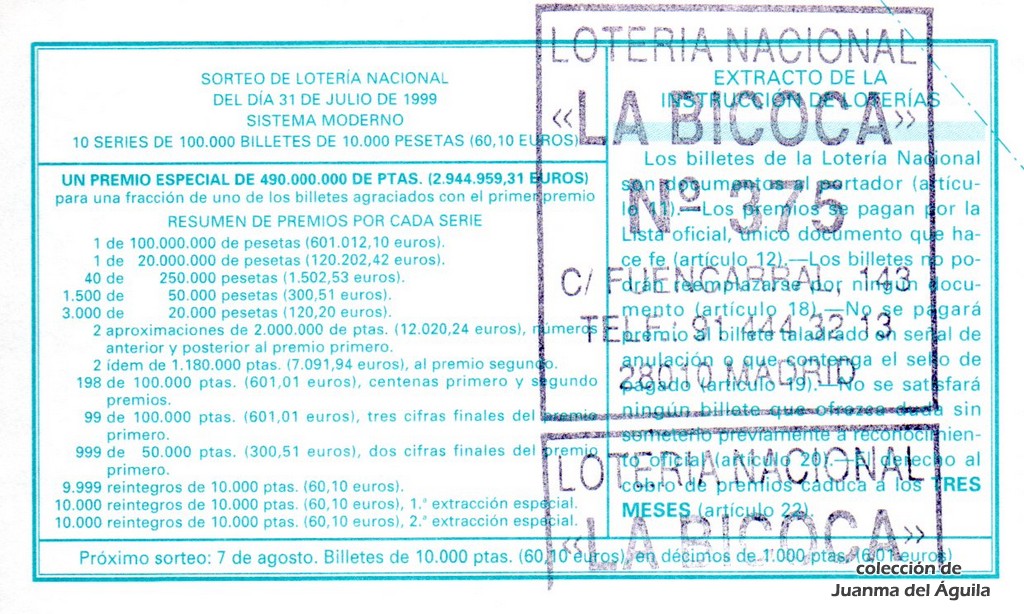 SORTEO DE LOTERÍA NACIONAL
DEL DÍA 31 DE JULIO DE 1999
SISTEMA MODERNO
10 SERIES DE 100.000 BILLETES DE 10.000 PESETAS (60,10 EUROS)
UN PREMIO ESPECIAL DE 490.000.000 DE PTAS. (2.944.959,31 EUROS)
para una fracción de uno de los billetes agraciados con el primer premio
RESUMEN DE PREMIOS POR CADA SERIE
1 de 100.000.000 de pesetas (601.012,10 euros).
1 de 20.000.000 de pesetas (120.202,42 euros).
40 de 250.000 pesetas (1.502,53 euros).
1.500 de 50.000 pesetas (300,51 euros).
3.000 de 20.000 pesetas (120,20 euros).
2 aproximaciones de 2.000.000 de ptas. (12.020,24 euros), números
anterior y posterior al premio primero.
2 ídem de 1.180.000 ptas. (7.091,94 euros), al premio segundo.
198 de 100.000 ptas. (601,01 euros), centenas primero y segundo
premios.
99 de 100.000 ptas. (601,01 euros), tres cifras finales del premio
primero.
999 de 50.000 ptas. (300,51 euros), dos cifras finales del premio
primero.
9.999 reintegros de 10.000 ptas. (60,10 euros).
10.000 reintegros de 10.000 ptas. (60,10 euros), 1.ª extracción especial.
10.000 reintegros de 10.000 ptas. (60,10 euros), 2.ª extracción especial.
EXTRACTO DE LA
INSTRUCCIÓN DE LOTERÍAS
Los billetes de la Lotería Nacional
son documentos al portador (artícu-
lo 11).—Los premios se pagan por la
Lista oficial, único documento que ha-
ce fe (artículo 12).—Los billetes no po-
drán reemplazarse por ningún docu-
mento (artículo 18).—No se pagará
premio al billete taladrado en señal de
anulación o que contenga el sello de
pagado (artículo 19).—No se satisfará
ningún billete que ofrezca duda sin
someterlo previamente a reconocimien-
to oficial (artículo 20).—El derecho al
cobro de premios caduca a los TRES
MESES (artículo 22).
Próximo sorteo: 7 de agosto. Billetes de 10.000 ptas. (60,10 euros), en décimos de 1.000 ptas. (6,01 euros)
LOTERIA NACIONAL
«LA BICOCA»
Nº 375
C/ FUENCARRAL, 143
TELF.: 91 444 32 13
28010 MADRID
LOTERIA NACIONAL
«LA BICOCA»
colección de
Juanma del Águila